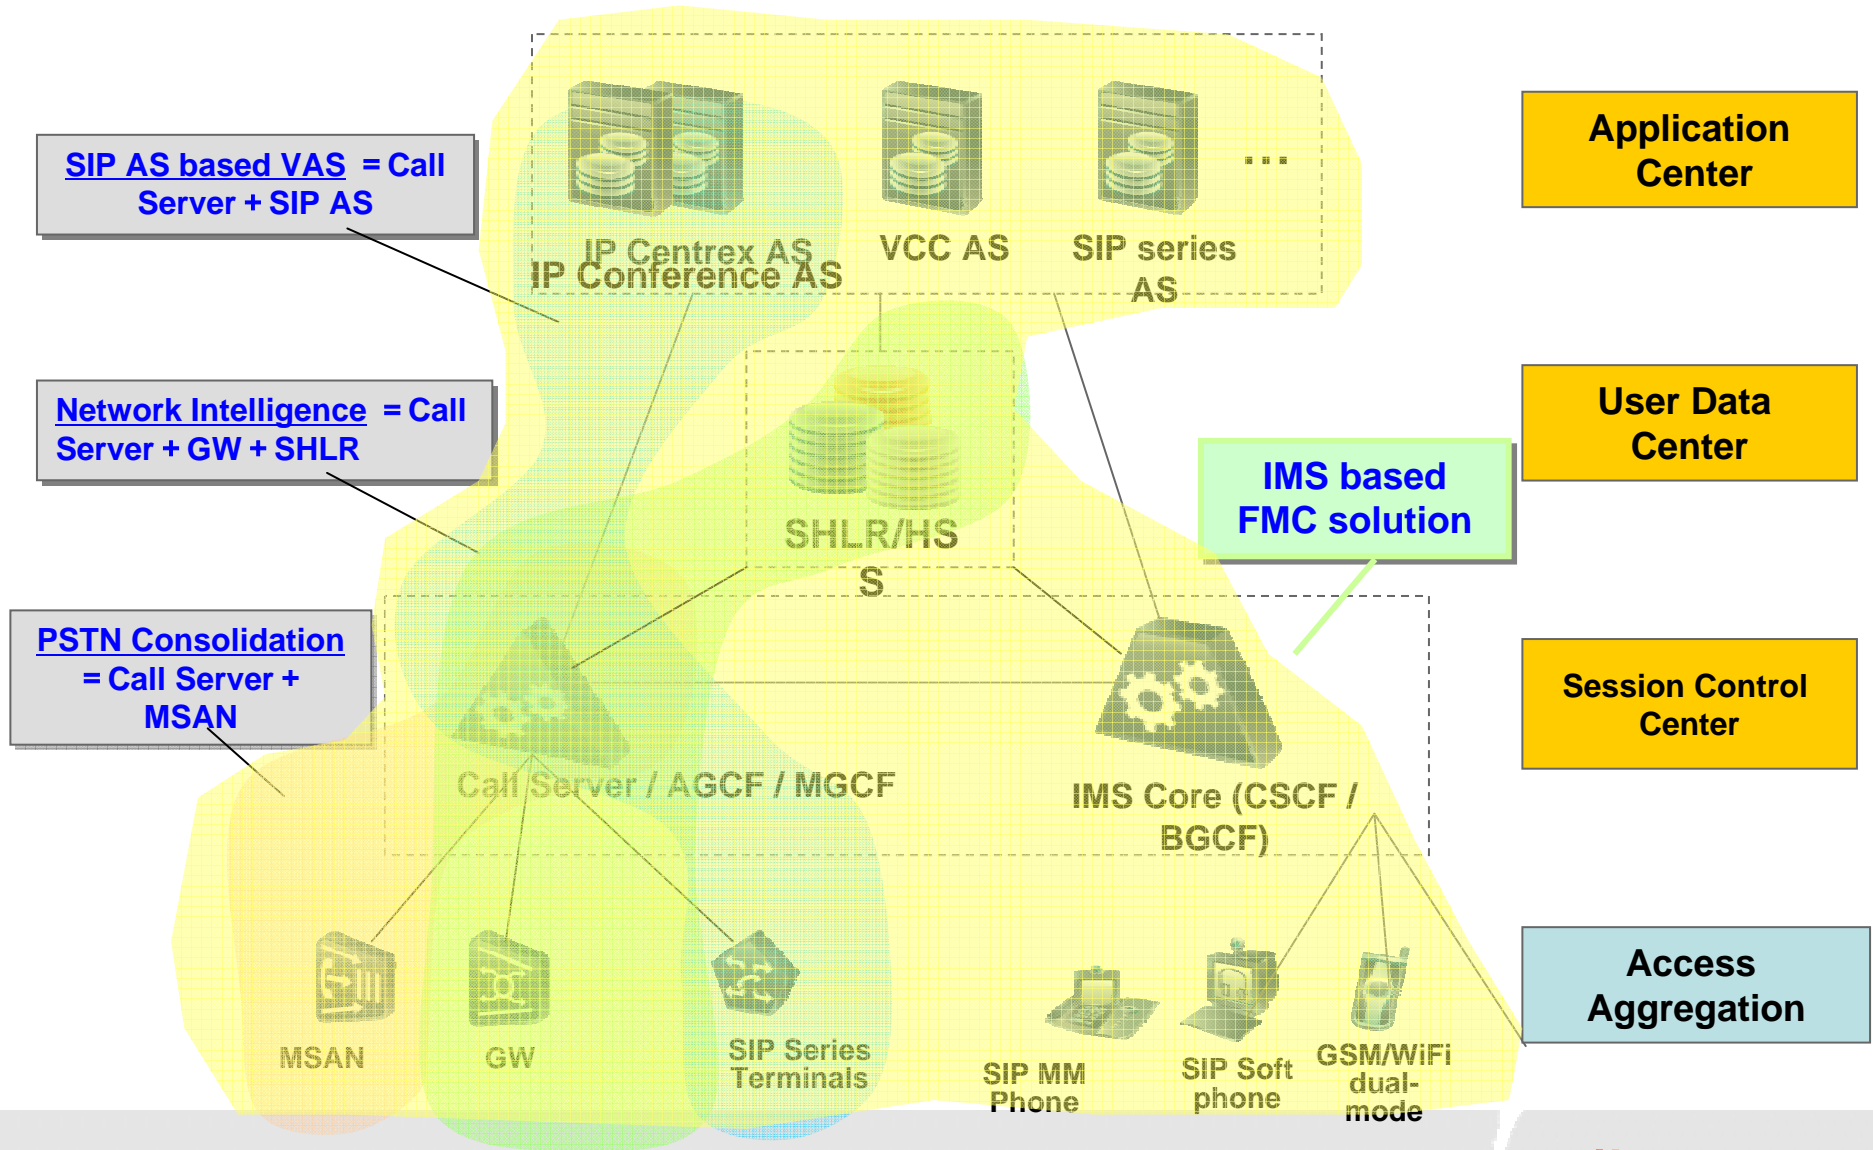 SIP AS based VAS = Call
Server + SIP AS
Network Intelligence = Call
Server + GW + SHLR
PSTN Consolidation
= Call Server +
MSAN
IP Centrex AS
IP Conference AS
VCC AS
SIP series
AS
...
SHLR/HS
S
IMS based
FMC solution
Call Server / AGCF / MGCF
IMS Core (CSCF /
BGCF)
MSAN
GW
SIP Series
Terminals
SIP MM
Phone
SIP Soft
phone
GSM/WiFi
dual-
mode
Application
Center
User Data
Center
Session Control
Center
Access
Aggregation